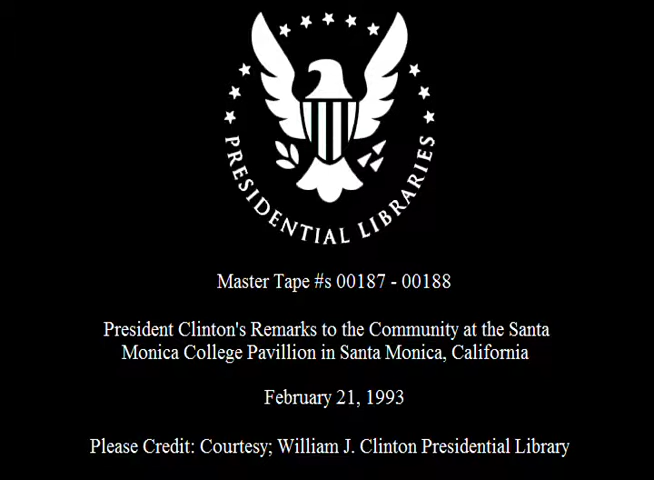 PRESIDENTIAL LIBRARIES
Master Tape #s 00187 - 00188
President Clinton's Remarks to the Community at the Santa
Monica College Pavillion in Santa Monica, California
February 21, 1993
Please Credit: Courtesy; William J. Clinton Presidential Library